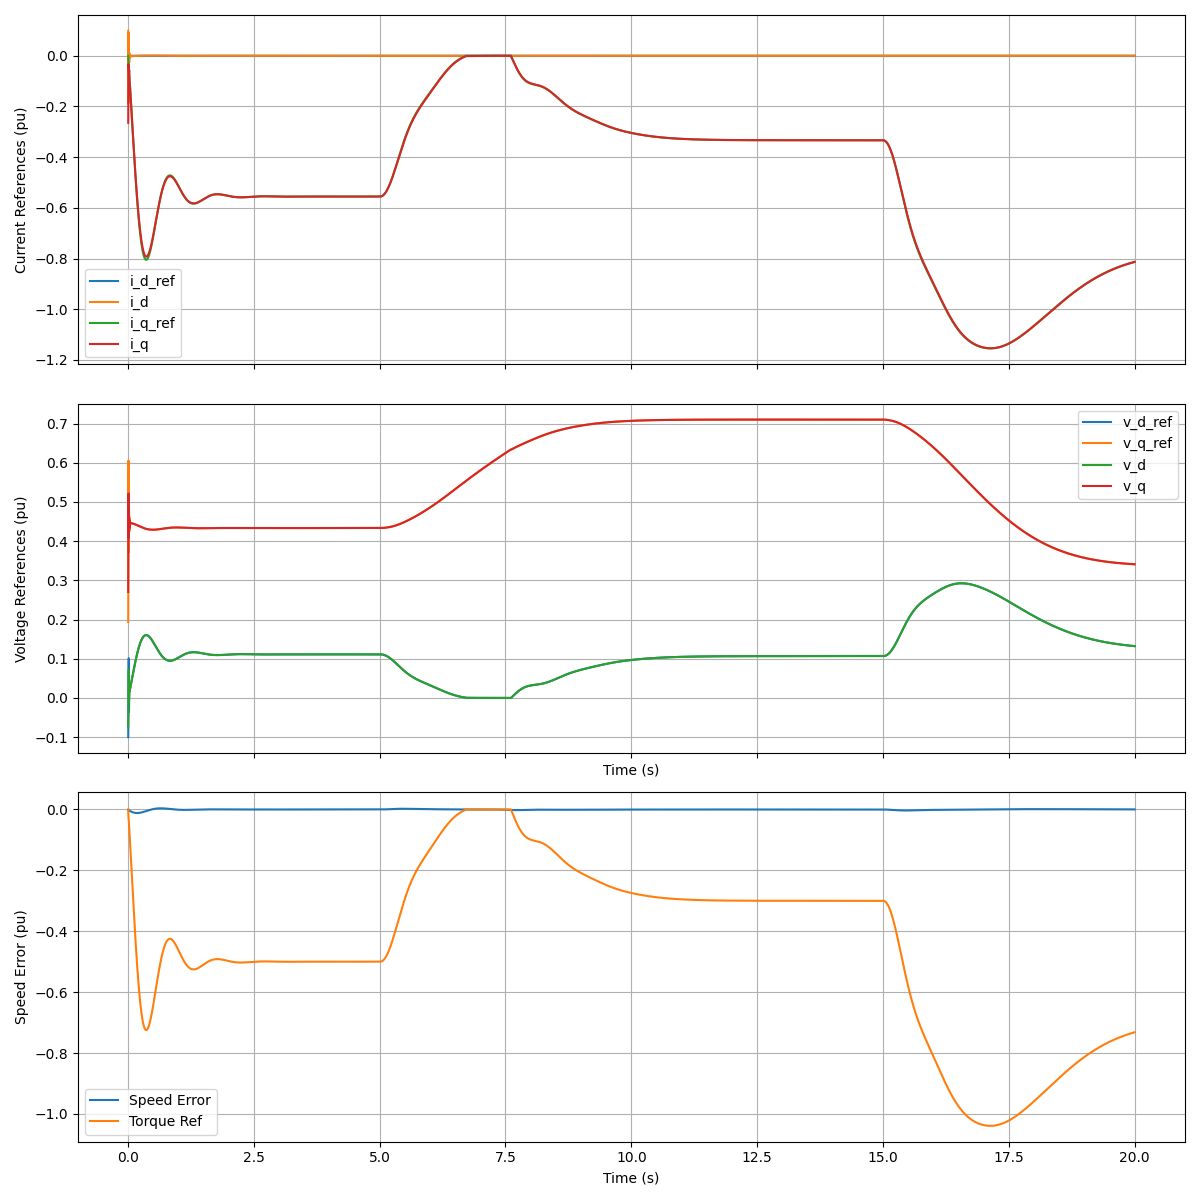 Current References (pu)
0.0
−0.2
−0.4
−0.6
−0.8
−1.0
−1.2
i_d_ref
i_d
i_q_ref
i_q
Voltage References (pu)
0.7
0.6
0.5
0.4
0.3
0.2
0.1
0.0
−0.1
v_d_ref
v_q_ref
v_d
v_q
Time (s)
Speed Error (pu)
0.0
−0.2
−0.4
−0.6
−0.8
−1.0
Speed Error
Torque Ref
0.0 2.5 5.0 7.5 10.0 12.5 15.0 17.5 20.0
Time (s)